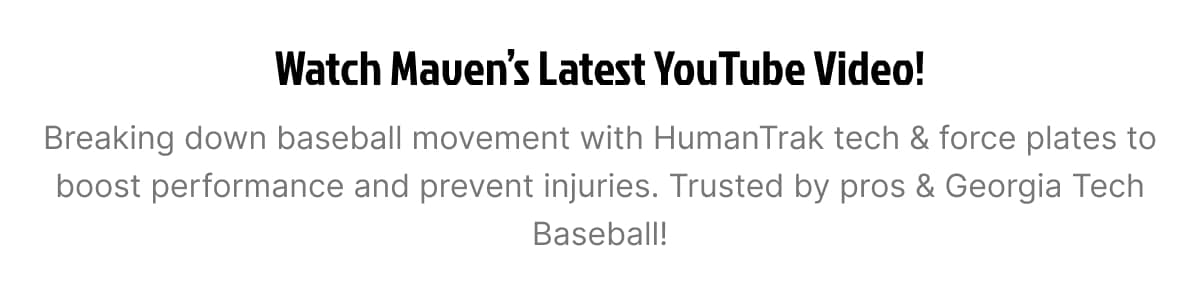 Watch Maven’s Latest YouTube Video!
Breaking down baseball movement with HumanTrak tech & force plates to
boost performance and prevent injuries. Trusted by pros & Georgia Tech
Baseball!